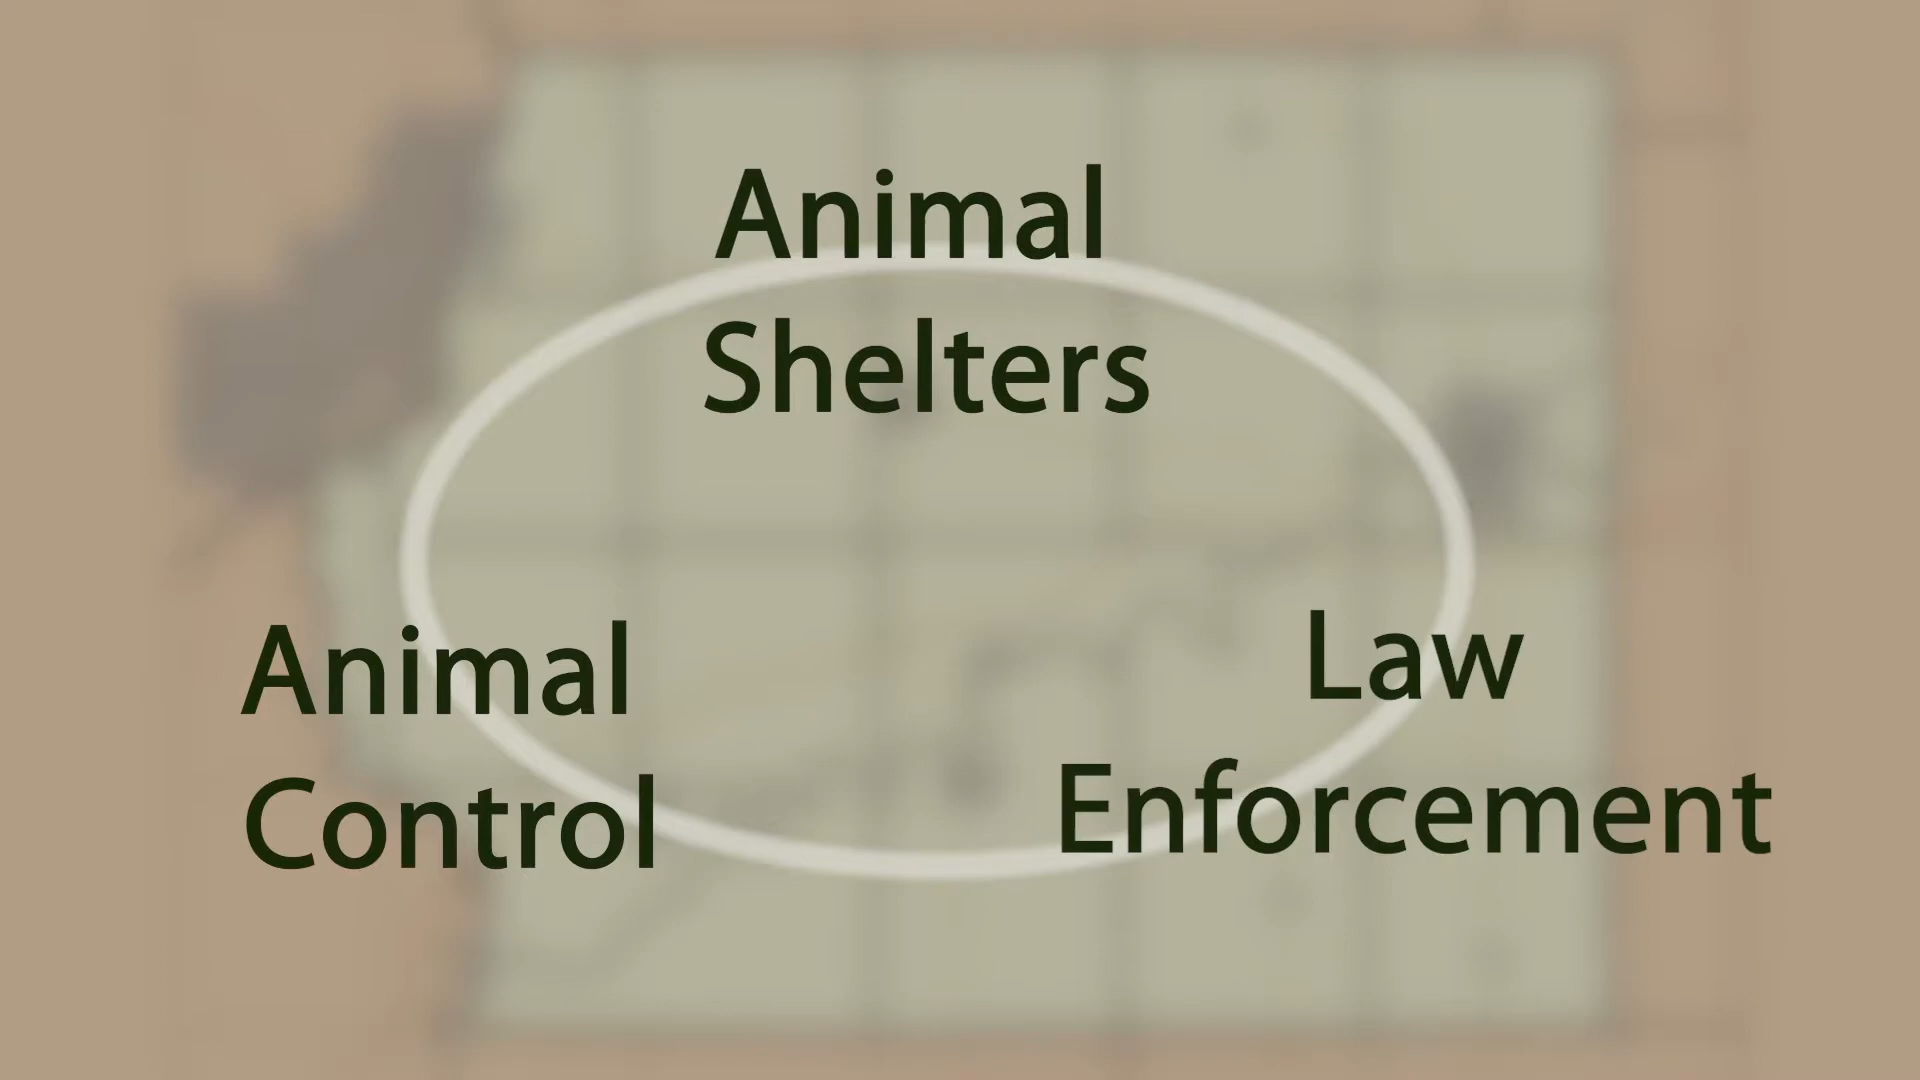 Animal
Shelters
Animal
Control
Law
Enforcement